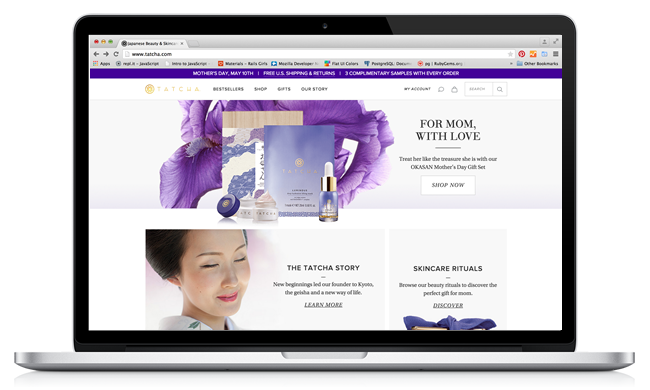 Japanese Beauty & Skincare
www.tatcha.com
Apps
repl.it - JavaScript
Intro to JavaScript
Materials - Rails Girls
Mozilla Developer N
Flat UI Colors
PostgreSQL: Docum
pg | RubyGems.org
»
Other Bookmarks
MOTHER'S DAY, MAY 10TH | FREE U.S. SHIPPING & RETURNS | 3 COMPLIMENTARY SAMPLES WITH EVERY ORDER
TATCHA
BESTSELLERS
SHOP
GIFTS
OUR STORY
MY ACCOUNT
SEARCH
FOR MOM,
WITH LOVE
Treat her like the treasure she is with our
OKASAN Mother's Day Gift Set
SHOP NOW
TATCHA
THE TATCHA STORY
New beginnings led our founder to Kyoto,
the geisha and a new way of life.
LEARN MORE
SKINCARE RITUALS
Browse our beauty rituals to discover the
perfect gift for mom.
DISCOVER